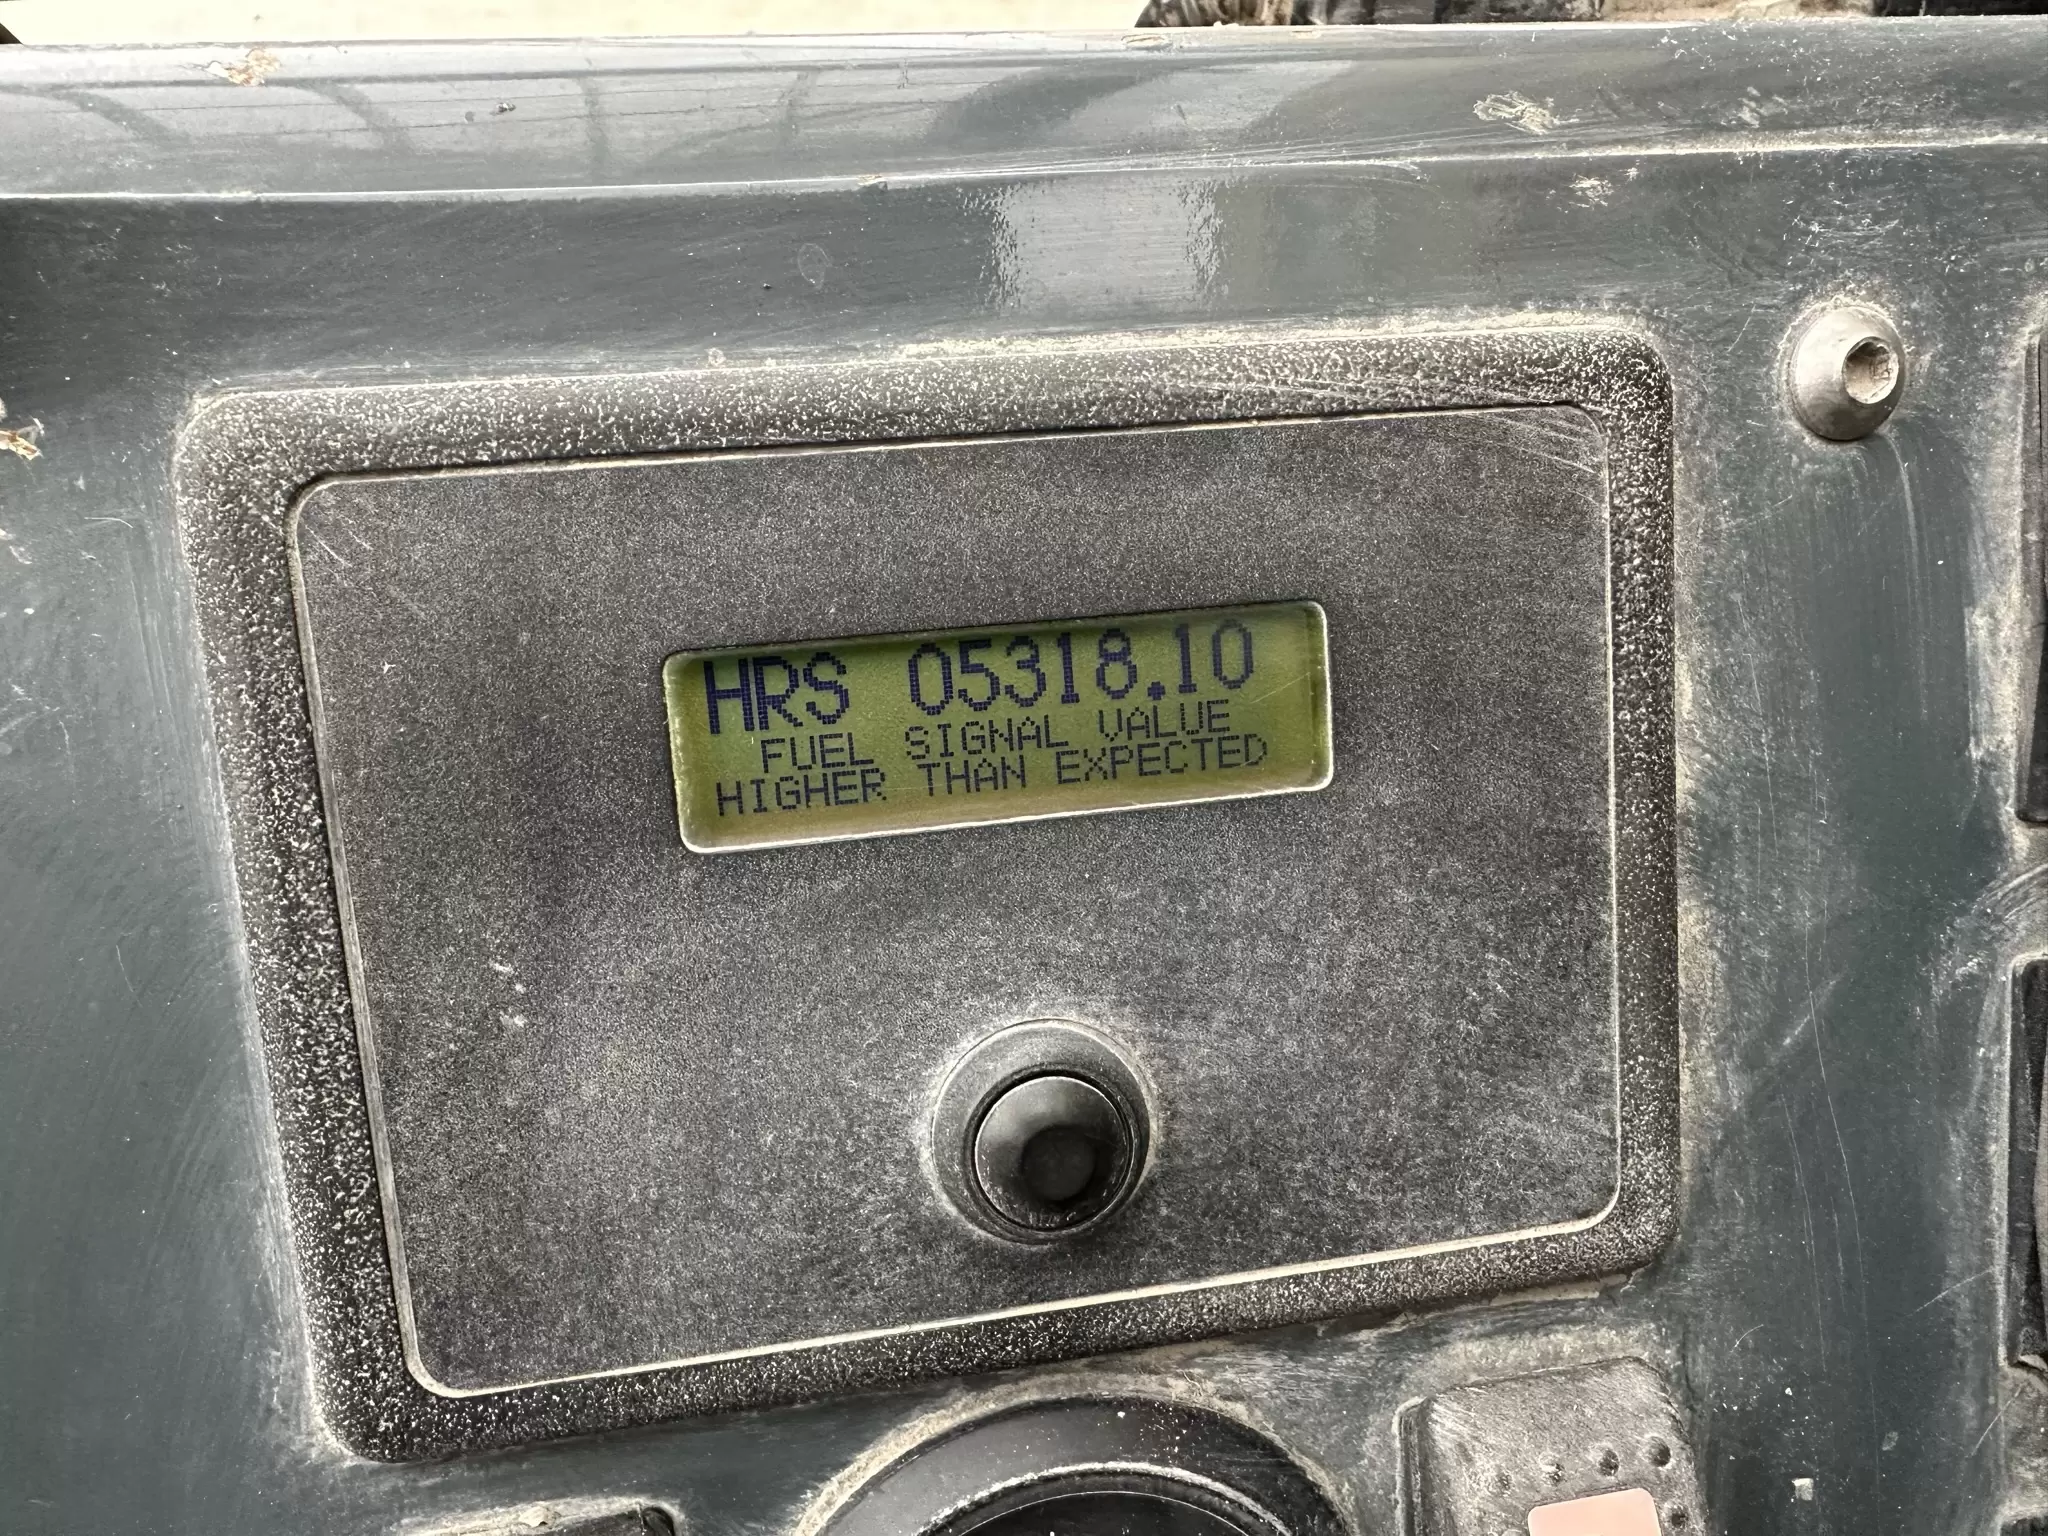 HRS 05318.10
FUEL SIGNAL VALUE
HIGHER THAN EXPECTED